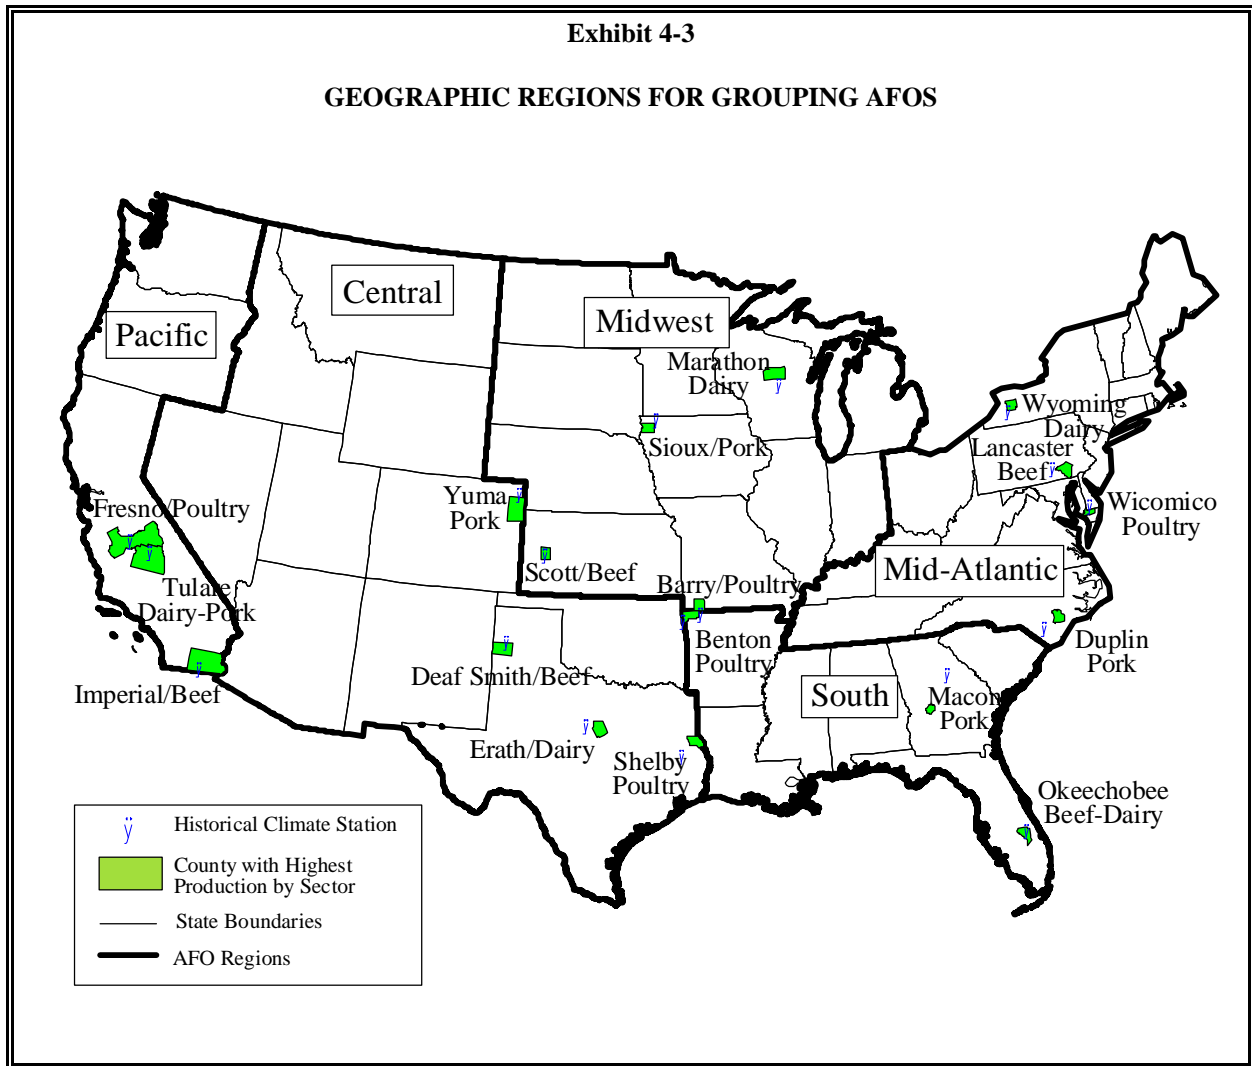 Exhibit 4-3
GEOGRAPHIC REGIONS FOR GROUPING AFOS
Central
Pacific
Midwest
Marathon
Dairy
Wyoming
Dairy
Sioux/Pork
Lancaster
Beef
Yuma
Pork
Wicomico
Poultry
Fresno/Poultry
Scott/Beef
Mid-Atlantic
Tulare
Dairy-Pork
Barry/Poultry
Benton
Poultry
Duplin
Pork
Imperial/Beef
Deaf Smith/Beef
South
Macon
Pork
Erath/Dairy
Shelby
Poultry
Okeechobee
Beef-Dairy
ÿ Historical Climate Station
County with Highest
Production by Sector
State Boundaries
AFO Regions